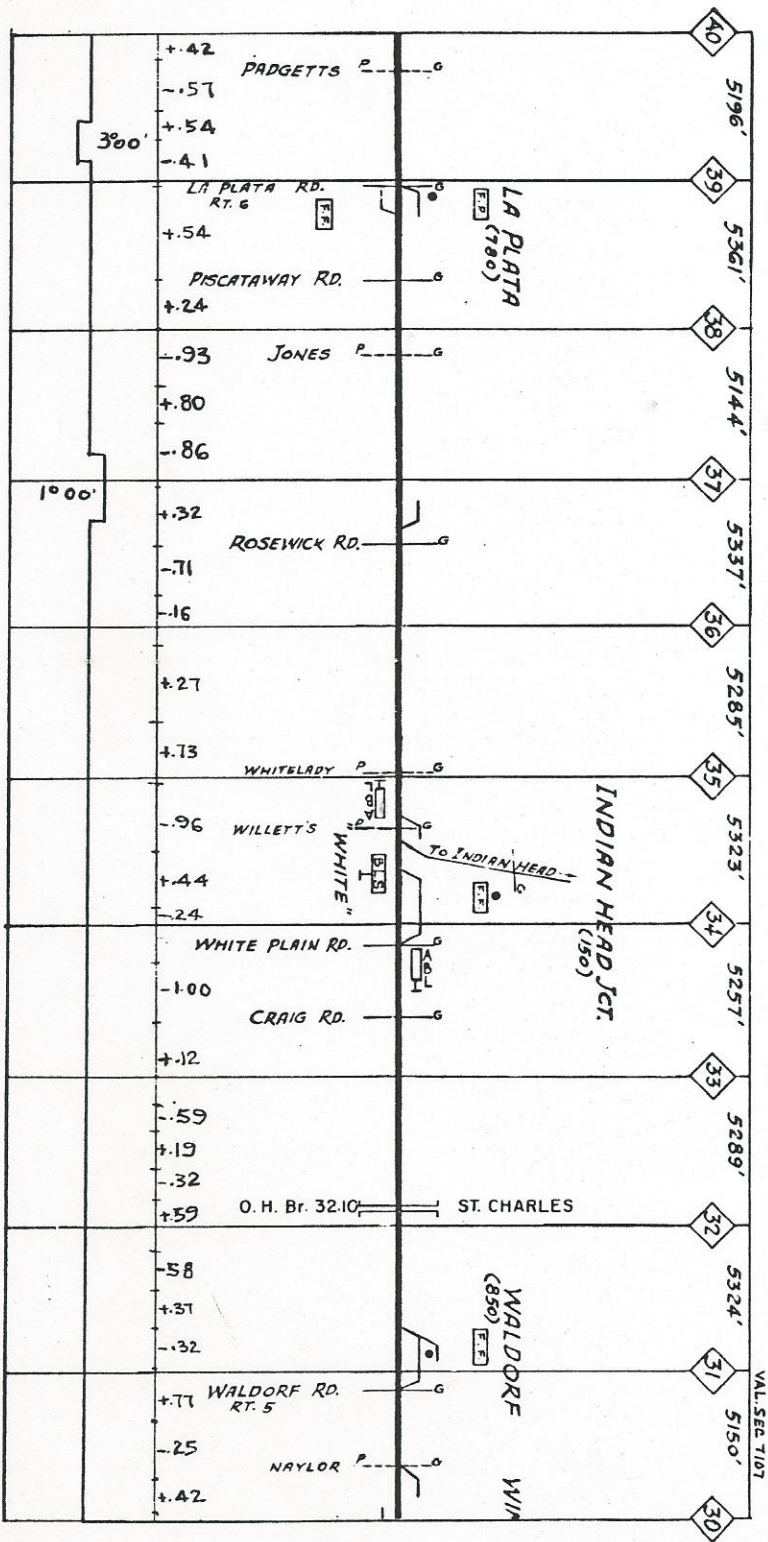 40
+.42
PADGETTS P G
-.57
5196'
+.54
3°00'
-.41
39
LA PLATA RD. G
RT. 6
F.F.
F.P.
LA PLATA
(780)
+.54
5361'
PISCATAWAY RD. G
+.24
38
-.93
JONES P G
+.80
5144'
-.86
37
1°00'
+.32
ROSEWICK RD. G
5337'
-.71
-.16
36
+.27
5285'
+.73
WHITELADY P G
35
-.96
WILLETT'S P G
5323'
"WHITE"
TO INDIAN HEAD
G
B.S
F.F.
INDIAN HEAD JCT.
(150)
+.44
-.24
34
WHITE PLAIN RD. G
ABL
-1.00
5257'
CRAIG RD. G
+.12
33
-.59
+.19
5289'
-.32
+.59
O. H. Br. 32.10 ST. CHARLES
32
-.58
5324'
+.37
WALDORF
(850)
F.F.
-.32
31
+.77
WALDORF RD. G
RT. 5
VAL. SEC. 7107
5150'
-.25
NAYLOR P G
WIN
+.42
30